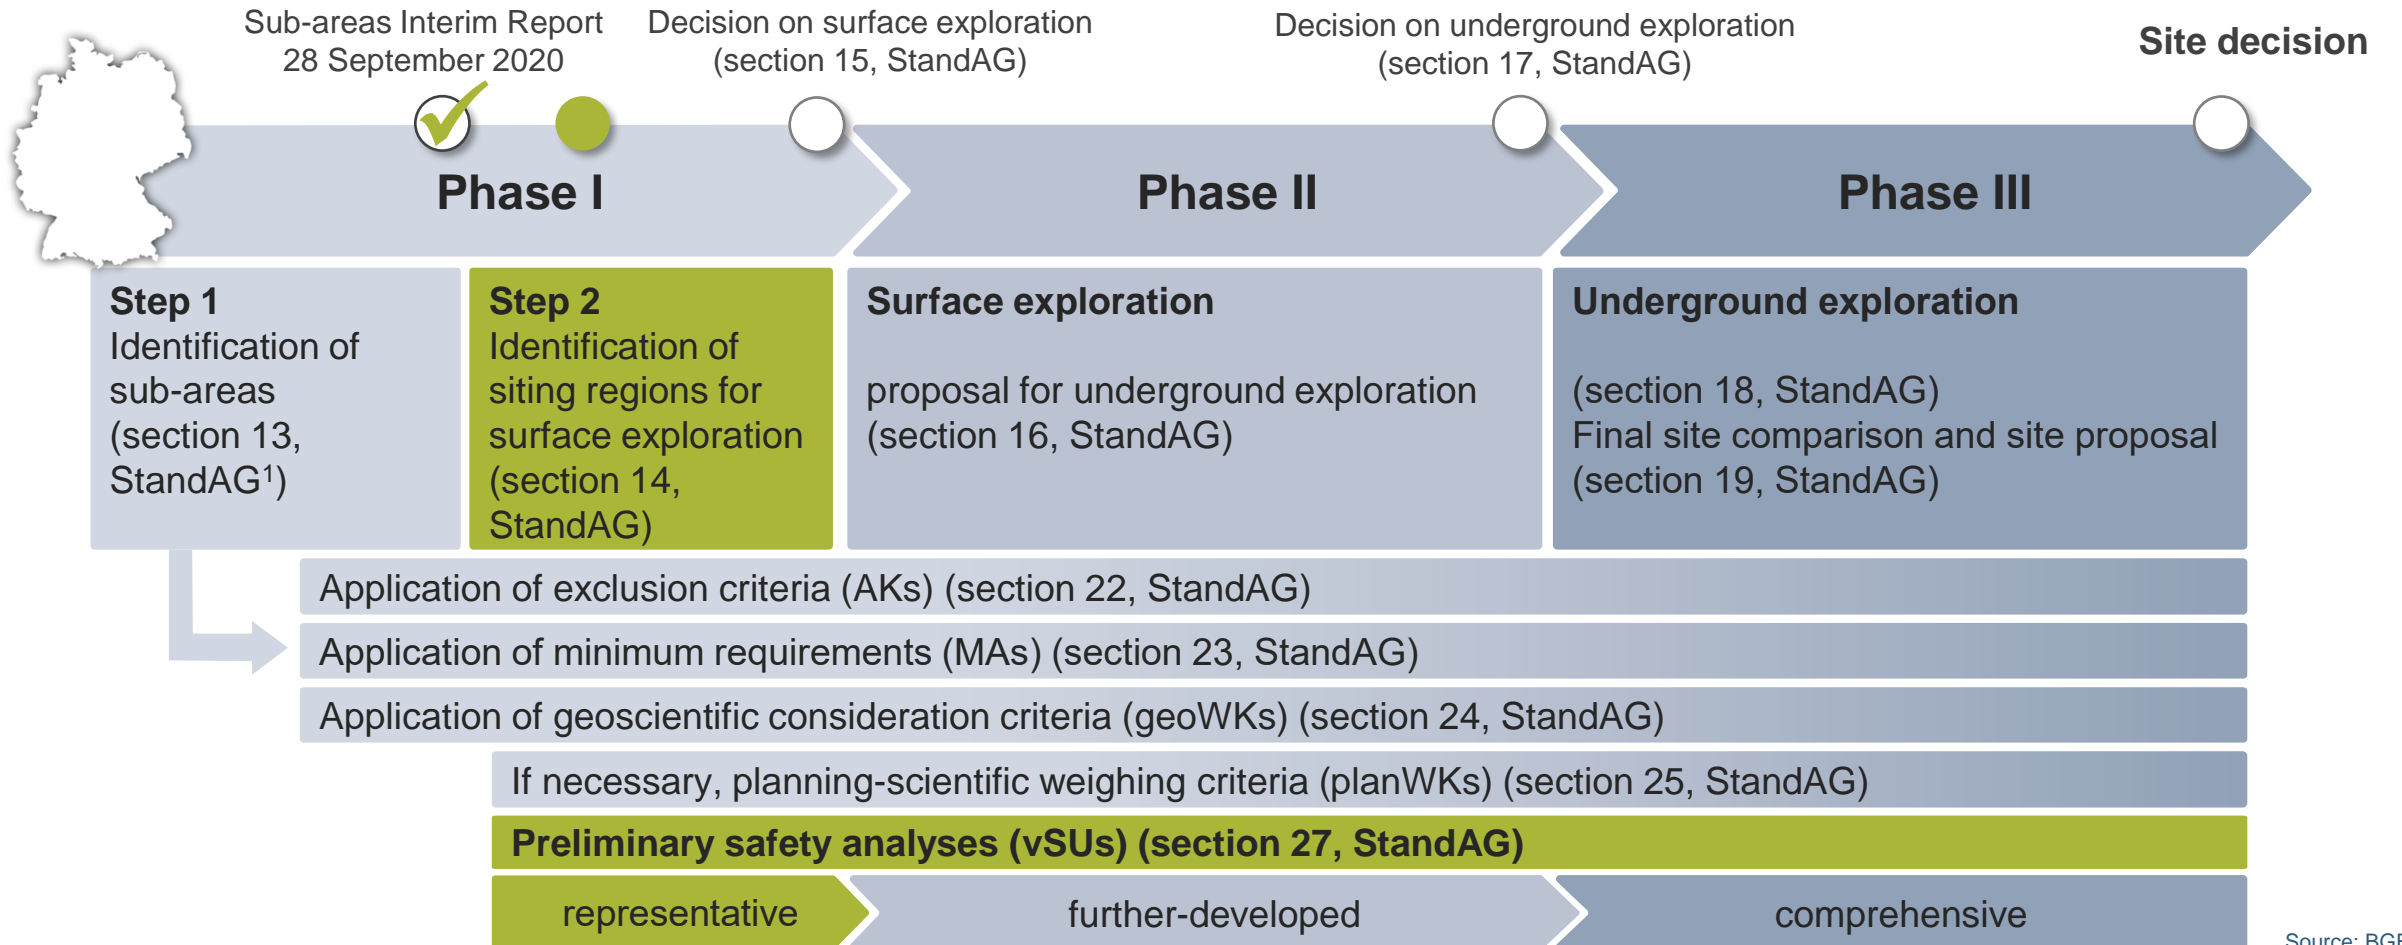 Sub-areas Interim Report
28 September 2020
Decision on surface exploration
(section 15, StandAG)
Decision on underground exploration
(section 17, StandAG)
Site decision
Phase I
Phase II
Phase III
Step 1
Identification of
sub-areas
(section 13,
StandAG¹)
Step 2
Identification of
siting regions for
surface exploration
(section 14,
StandAG)
Surface exploration
proposal for underground exploration
(section 16, StandAG)
Underground exploration
(section 18, StandAG)
Final site comparison and site proposal
(section 19, StandAG)
Application of exclusion criteria (AKs) (section 22, StandAG)
Application of minimum requirements (MAs) (section 23, StandAG)
Application of geoscientific consideration criteria (geoWKs) (section 24, StandAG)
If necessary, planning-scientific weighing criteria (planWKs) (section 25, StandAG)
Preliminary safety analyses (vSUs) (section 27, StandAG)
representative
further-developed
comprehensive
Source: